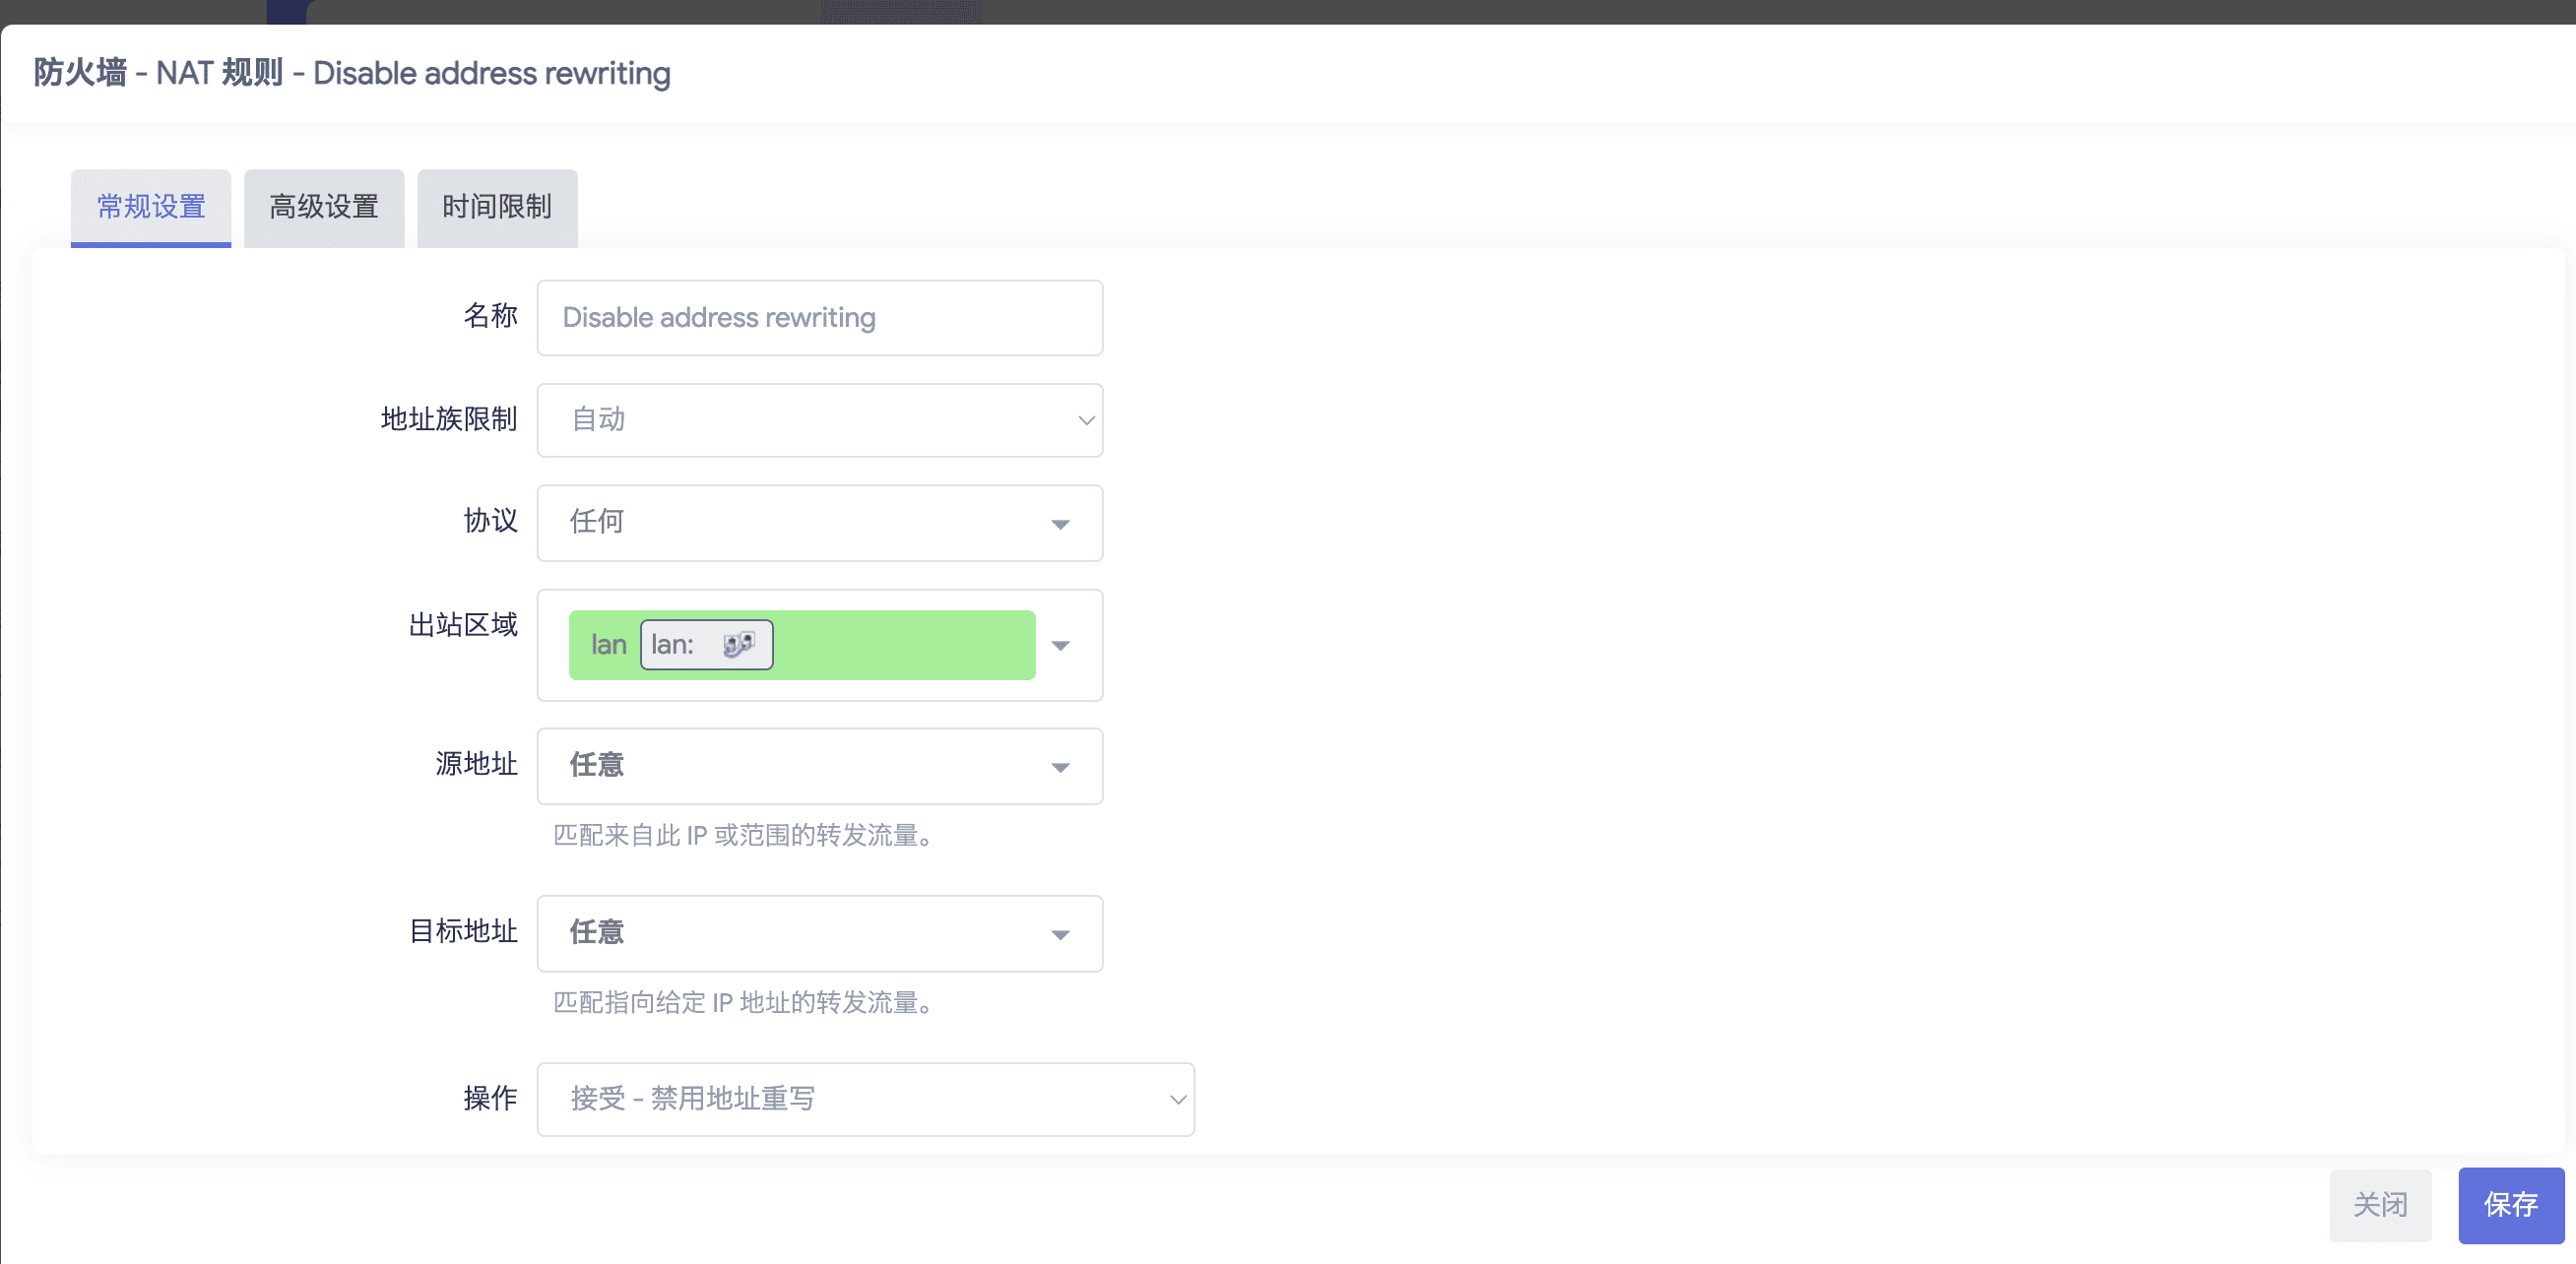 防火墙 - NAT 规则 - Disable address rewriting
常规设置 高级设置 时间限制
名称 Disable address rewriting
地址族限制 自动
协议 任何
出站区域 lan lan:
源地址 任意
匹配来自此 IP 或范围的转发流量。
目标地址 任意
匹配指向给定 IP 地址的转发流量。
操作 接受 - 禁用地址重写
关闭 保存